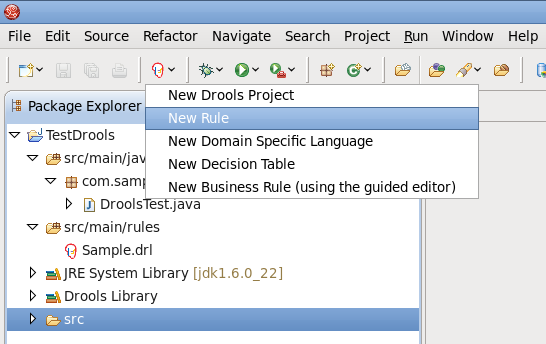 File Edit Source Refactor Navigate Search Project Run Window Help
Package Explorer
New Drools Project
New Rule
New Domain Specific Language
New Decision Table
New Business Rule (using the guided editor)
TestDrools
src/main/jav
com.samp
DroolsTest.java
src/main/rules
Sample.drl
JRE System Library [jdk1.6.0_22]
Drools Library
src